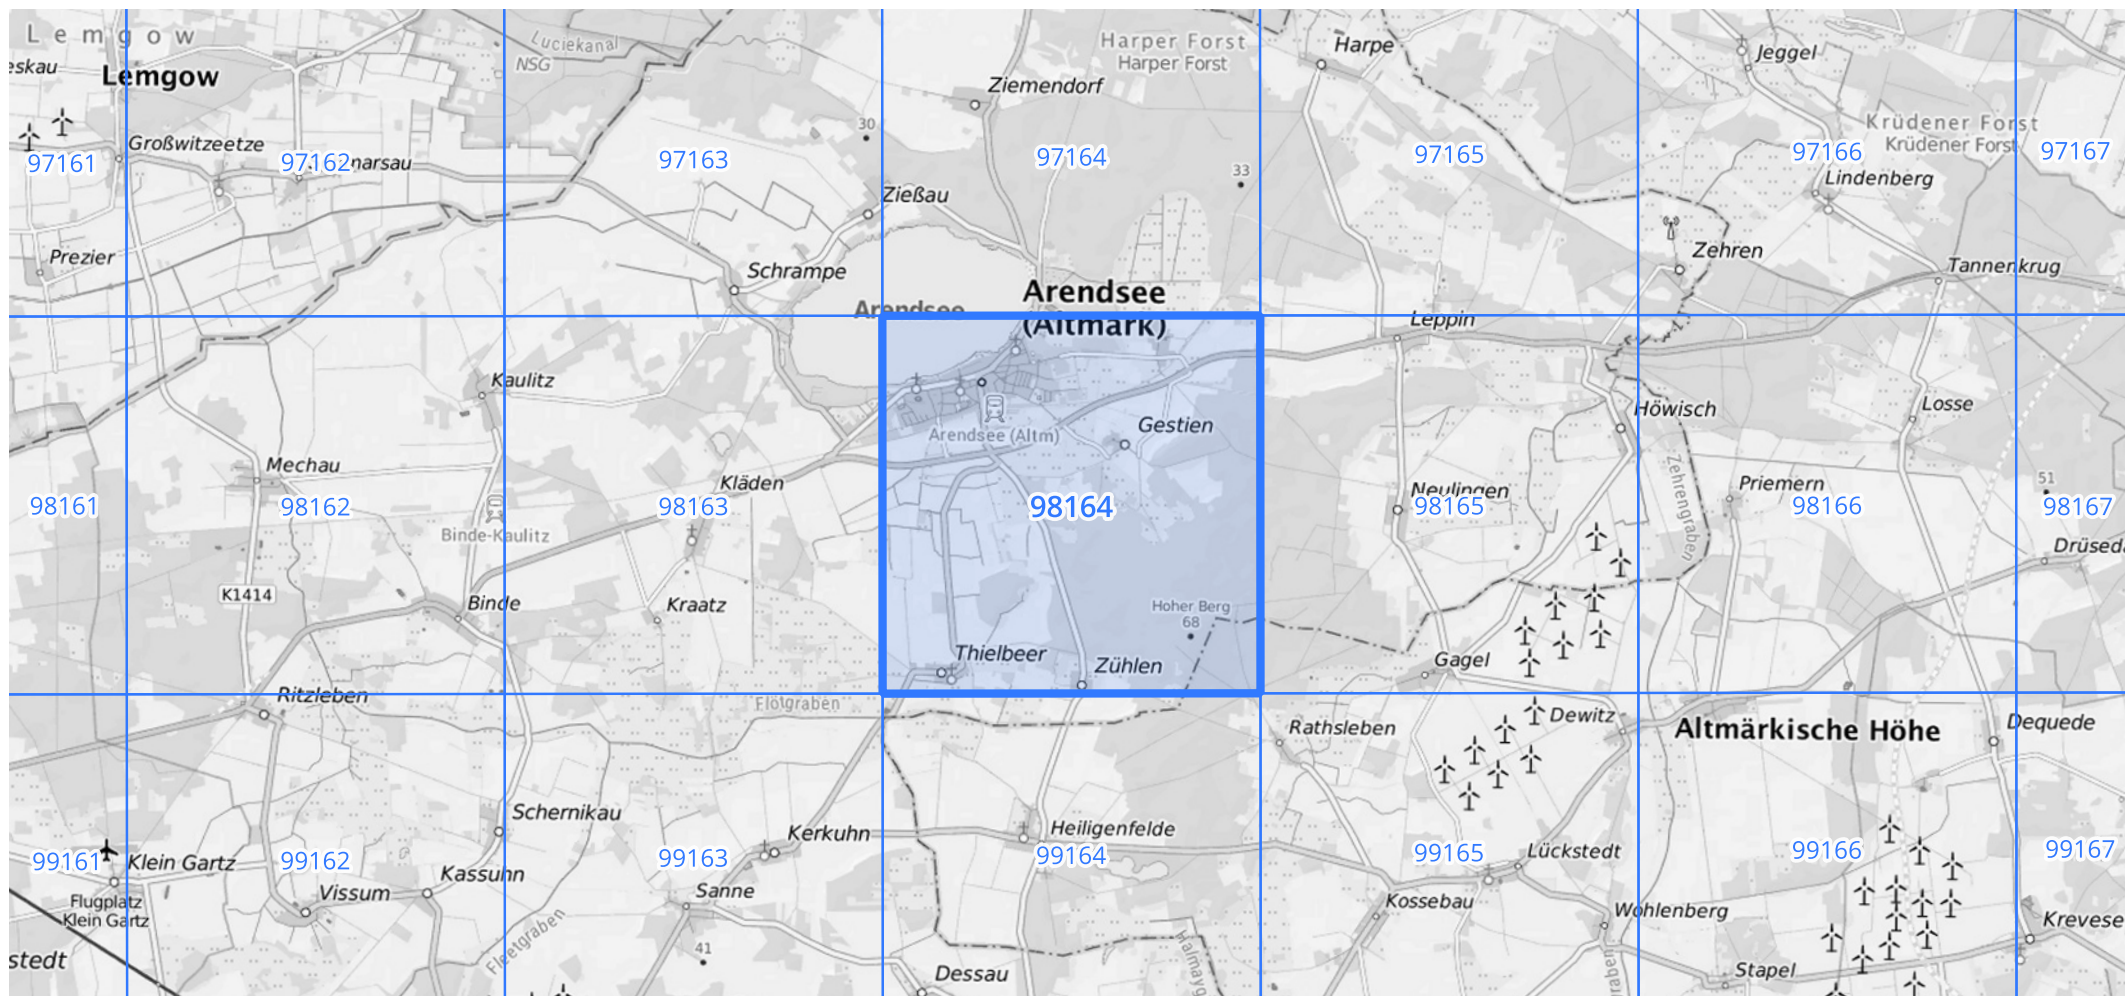 Lemgow
eskau
Lemgow
Luciekanal
NSG
Harper Forst
Harper Forst
Harpe
Jeggel
Ziemendorf
30
Krüdener Forst
Krüdener Forst
Großwitzeetze
97161
97162
narsau
97163
97164
33
97165
97166
97167
Lindenberg
Zießau
Prezier
Schrampe
Zehren
Tannenkrug
Arendsee
Arendsee
(Altmark)
Leppin
Kaulitz
Höwisch
Losse
Gestien
Arendsee (Altm)
Mechau
Kläden
Zehrengraben
Priemern
51
Neulingen
98161
98162
98163
98164
98165
98166
98167
Binde-Kaulitz
Drüseda
K1414
Binde
Kraatz
Hoher Berg
68
Thielbeer
Zühlen
Gagel
Ritzleben
Flötgraben
Rathsleben
Dewitz
Altmärkische Höhe
Dequede
Schernikau
Kerkuhn
Heiligenfelde
Lückstedt
99161
Klein Gartz
99162
99163
99164
99165
99166
99167
Kassuhn
Vissum
Sanne
Flugplatz
Klein Gartz
Kossebau
Wohlenberg
Krevese
Fleetgraben
41
stedt
Dessau
Stapel